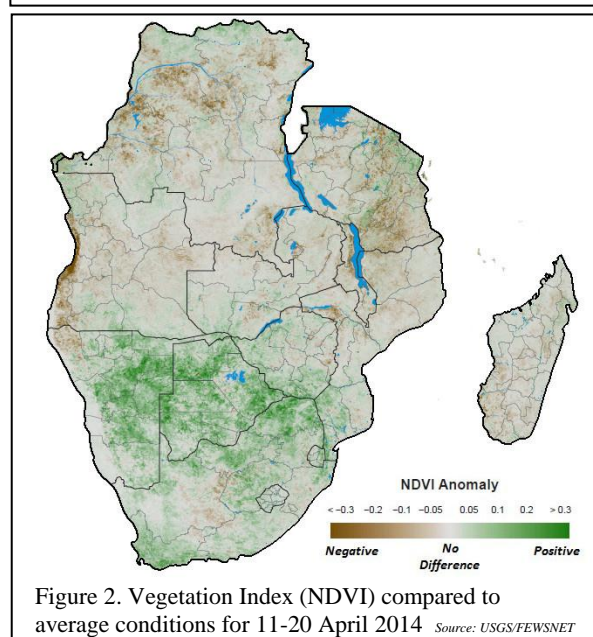 NDVI Anomaly
< −0.3 −0.2 −0.1 −0.05 0.05 0.1 0.2 > 0.3
Negative No Difference Positive
Figure 2. Vegetation Index (NDVI) compared to
average conditions for 11-20 April 2014 Source: USGS/FEWSNET